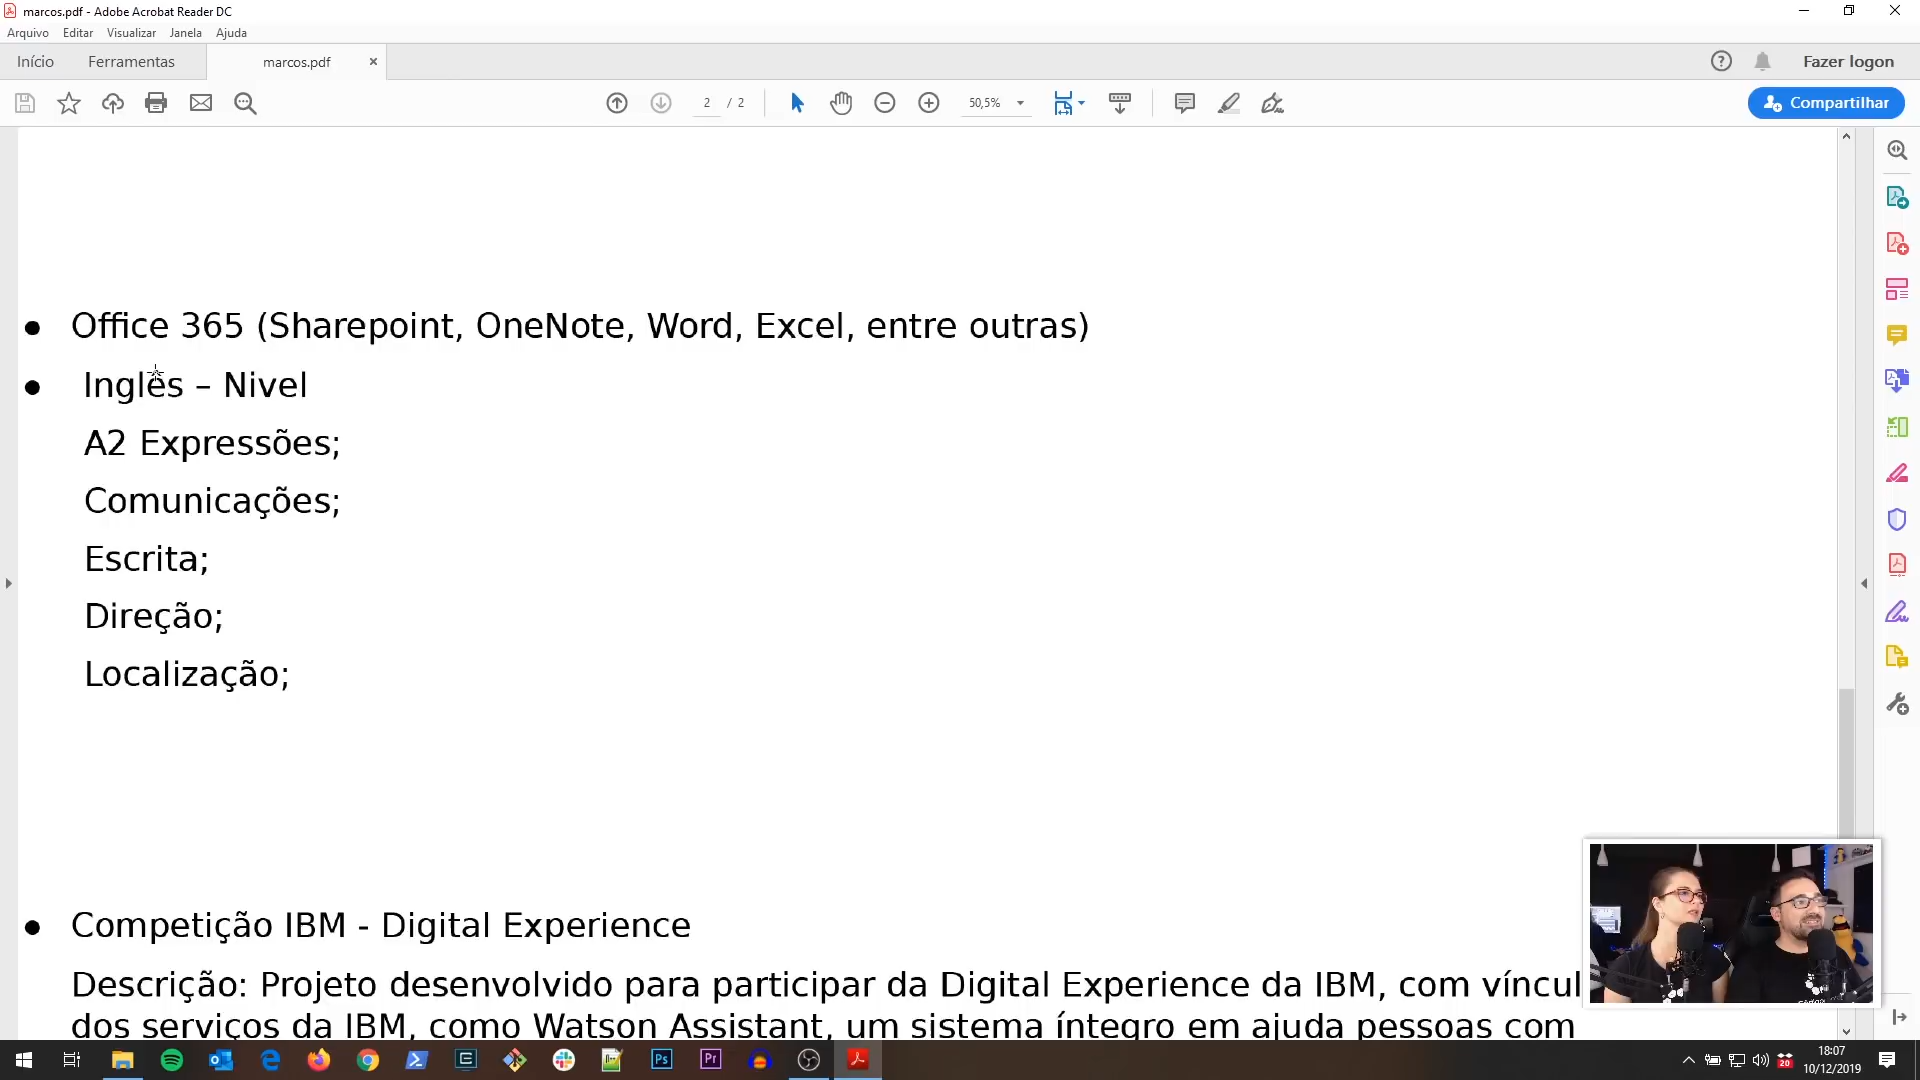 marcos.pdf - Adobe Acrobat Reader DC
Arquivo Editar Visualizar Janela Ajuda
Início Ferramentas marcos.pdf Fazer logon
2 / 2 50,5% Compartilhar
Office 365 (Sharepoint, OneNote, Word, Excel, entre outras)
Inglês – Nivel
A2 Expressões;
Comunicações;
Escrita;
Direção;
Localização;
Competição IBM - Digital Experience
Descrição: Projeto desenvolvido para participar da Digital Experience da IBM, com víncul
dos serviços da IBM, como Watson Assistant, um sistema íntegro em ajuda pessoas com
Ps Pr 20
18:07
10/12/2019